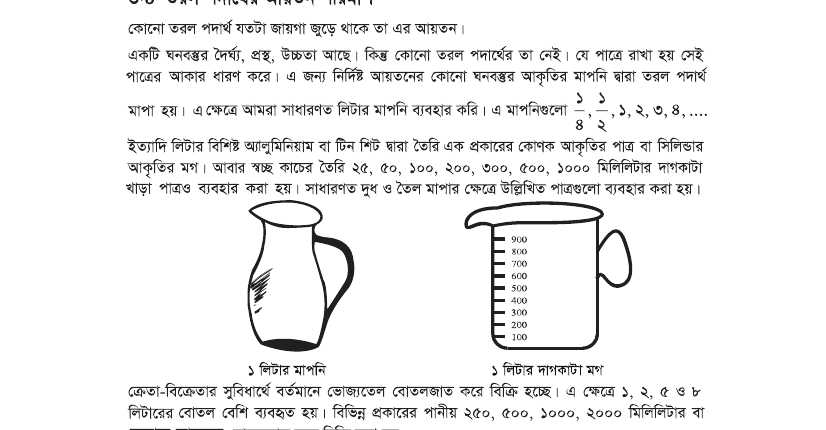 কোনো তরল পদার্থ যতটা জায়গা জুড়ে থাকে তা এর আয়তন।
একটি ঘনবস্তুর দৈর্ঘ্য, প্রস্থ, উচ্চতা আছে। কিন্তু কোনো তরল পদার্থের তা নেই। যে পাত্রে রাখা হয় সেই
পাত্রের আকার ধারণ করে। এ জন্য নির্দিষ্ট আয়তনের কোনো ঘনবস্তুর আকৃতির মাপনি দ্বারা তরল পদার্থ
মাপা হয়। এ ক্ষেত্রে আমরা সাধারণত লিটার মাপনি ব্যবহার করি। এ মাপনিগুলো ১/৪, ১/২, ১, ২, ৩, ৪, ....
ইত্যাদি লিটার বিশিষ্ট অ্যালুমিনিয়াম বা টিন শিট দ্বারা তৈরি এক প্রকারের কোণক আকৃতির পাত্র বা সিলিন্ডার
আকৃতির মগ। আবার স্বচ্ছ কাচের তৈরি ২৫, ৫০, ১০০, ২০০, ৩০০, ৫০০, ১০০০ মিলিলিটার দাগকাটা
খাড়া পাত্রও ব্যবহার করা হয়। সাধারণত দুধ ও তৈল মাপার ক্ষেত্রে উল্লিখিত পাত্রগুলো ব্যবহার করা হয়।
900
800
700
600
500
400
300
200
100
১ লিটার মাপনি
১ লিটার দাগকাটা মগ
ক্রেতা-বিক্রেতার সুবিধার্থে বর্তমানে ভোজ্যতেল বোতলজাত করে বিক্রি হচ্ছে। এ ক্ষেত্রে ১, ২, ৫ ও ৮
লিটারের বোতল বেশি ব্যবহৃত হয়। বিভিন্ন প্রকারের পানীয় ২৫০, ৫০০, ১০০০, ২০০০ মিলিলিটার বা